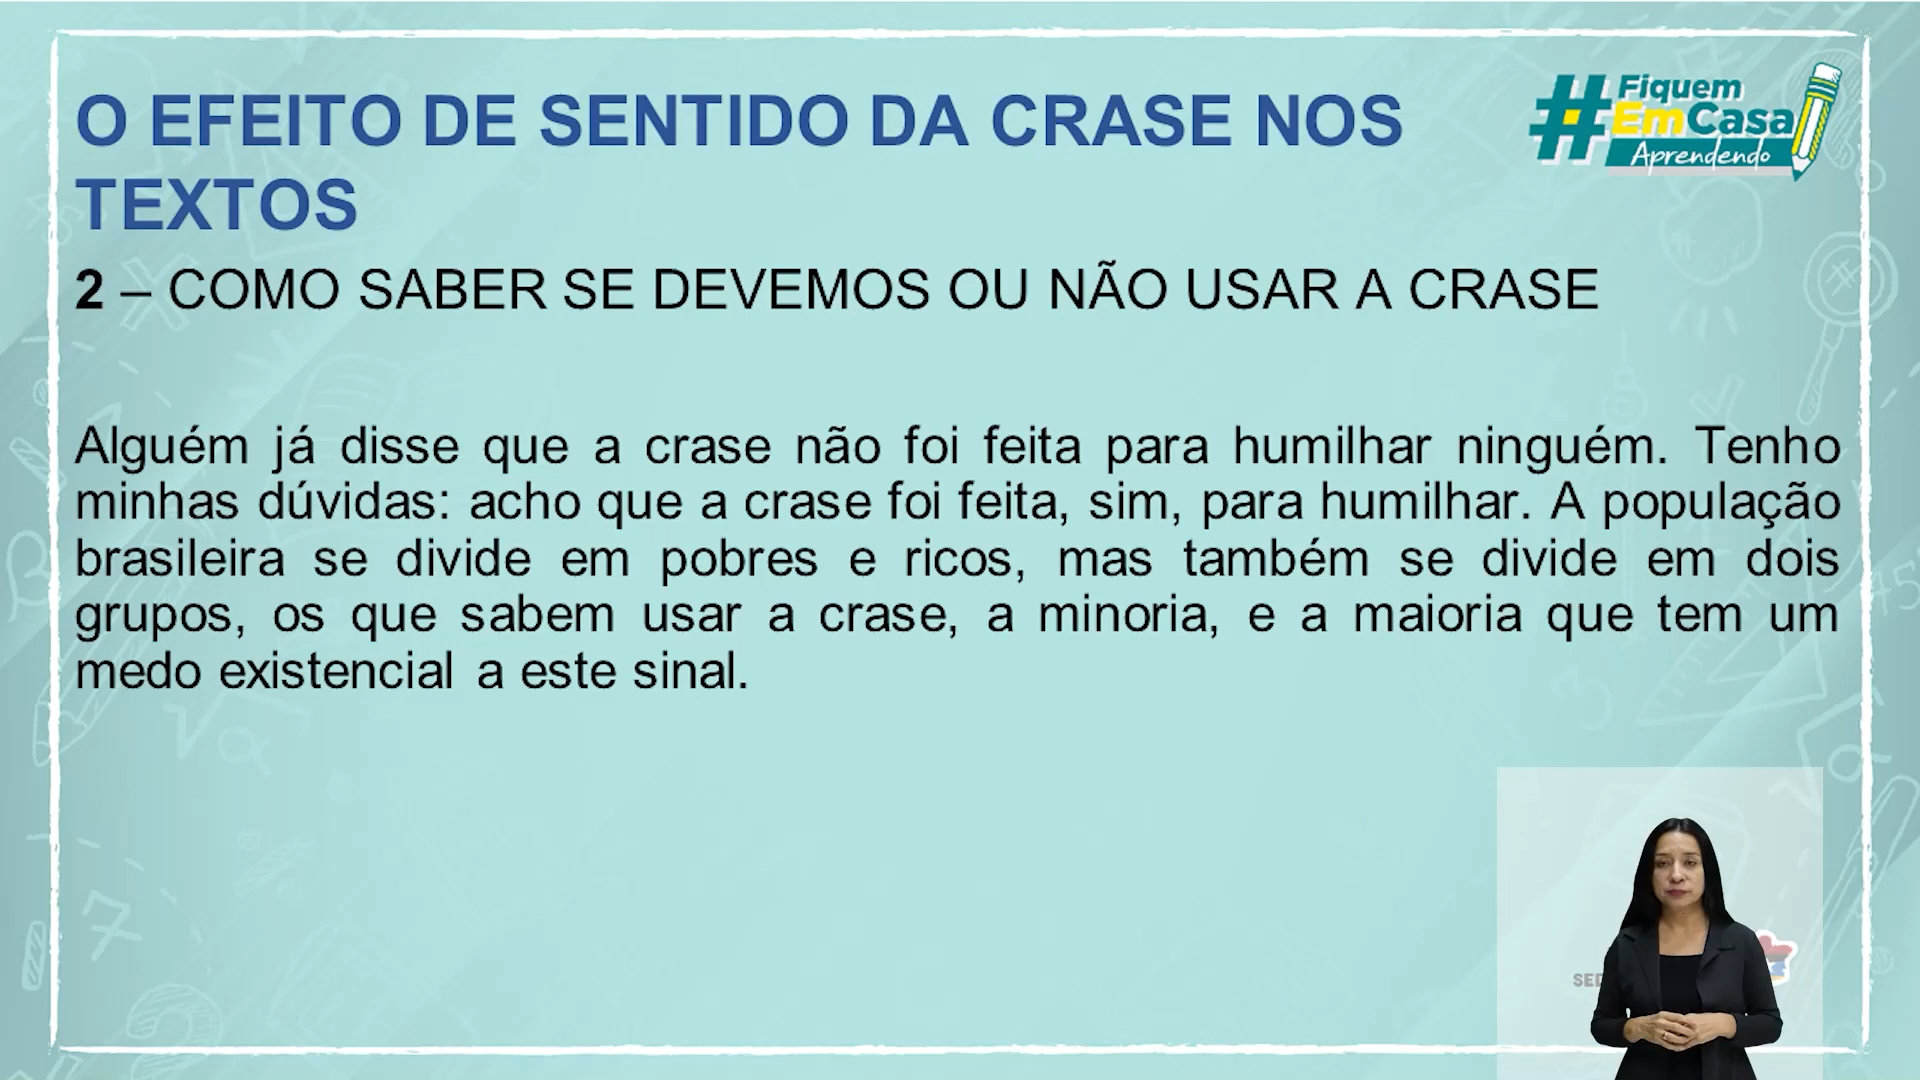 O EFEITO DE SENTIDO DA CRASE NOS
TEXTOS
#Fiquem
EmCasa
Aprendendo
2 – COMO SABER SE DEVEMOS OU NÃO USAR A CRASE
Alguém já disse que a crase não foi feita para humilhar ninguém. Tenho
minhas dúvidas: acho que a crase foi feita, sim, para humilhar. A população
brasileira se divide em pobres e ricos, mas também se divide em dois
grupos, os que sabem usar a crase, a minoria, e a maioria que tem um
medo existencial a este sinal.